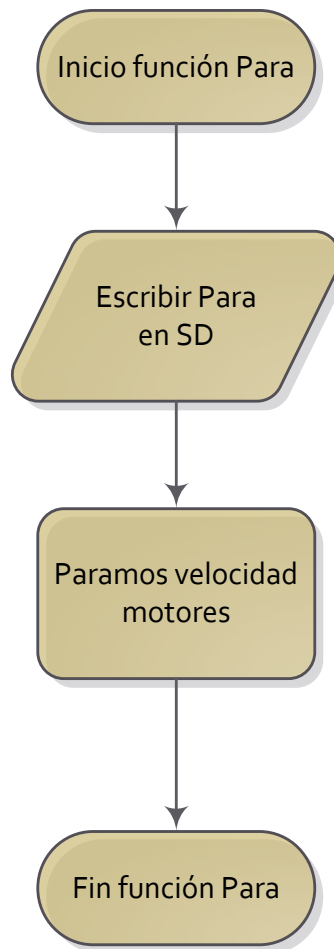 Inicio función Para
Escribir Para
en SD
Paramos velocidad
motores
Fin función Para